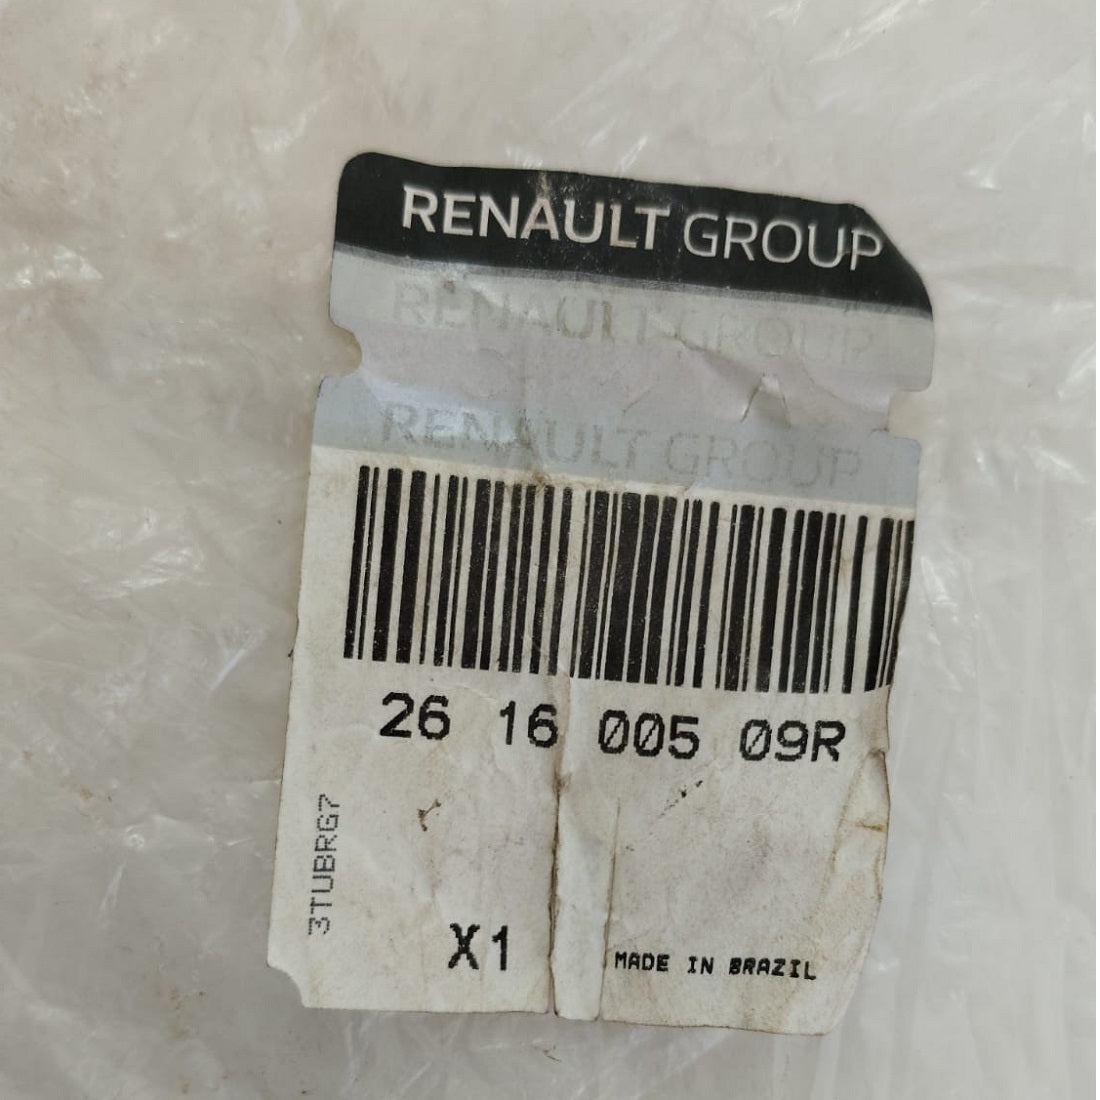 RENAULT GROUP
RENAULT GROUP
RENAULT GROUP
26 16 005 09R
3TUBRG7
X1
MADE IN BRAZIL